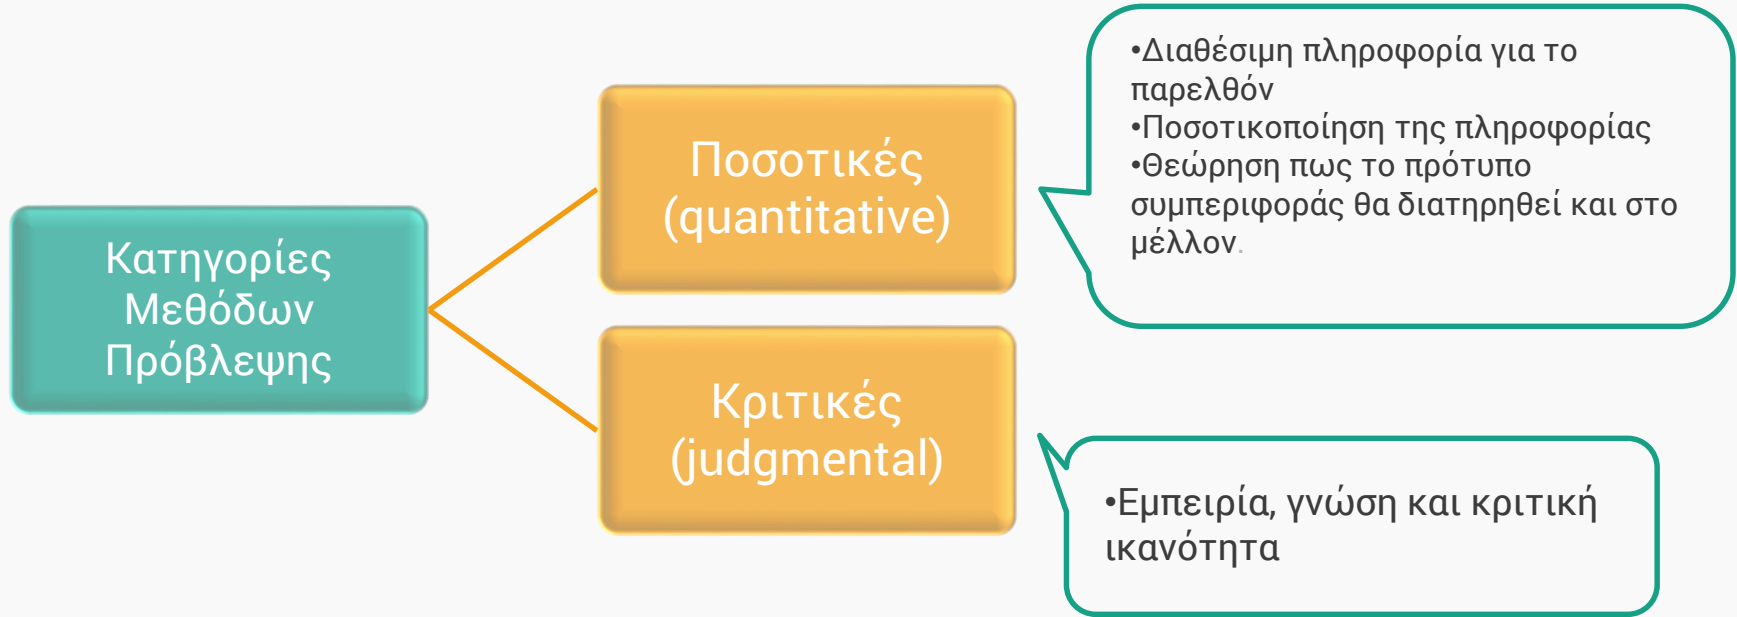 Κατηγορίες
Μεθόδων
Πρόβλεψης
Ποσοτικές
(quantitative)
•Διαθέσιμη πληροφορία για το
παρελθόν
•Ποσοτικοποίηση της πληροφορίας
•Θεώρηση πως το πρότυπο
συμπεριφοράς θα διατηρηθεί και στο
μέλλον.
Κριτικές
(judgmental)
•Εμπειρία, γνώση και κριτική
ικανότητα